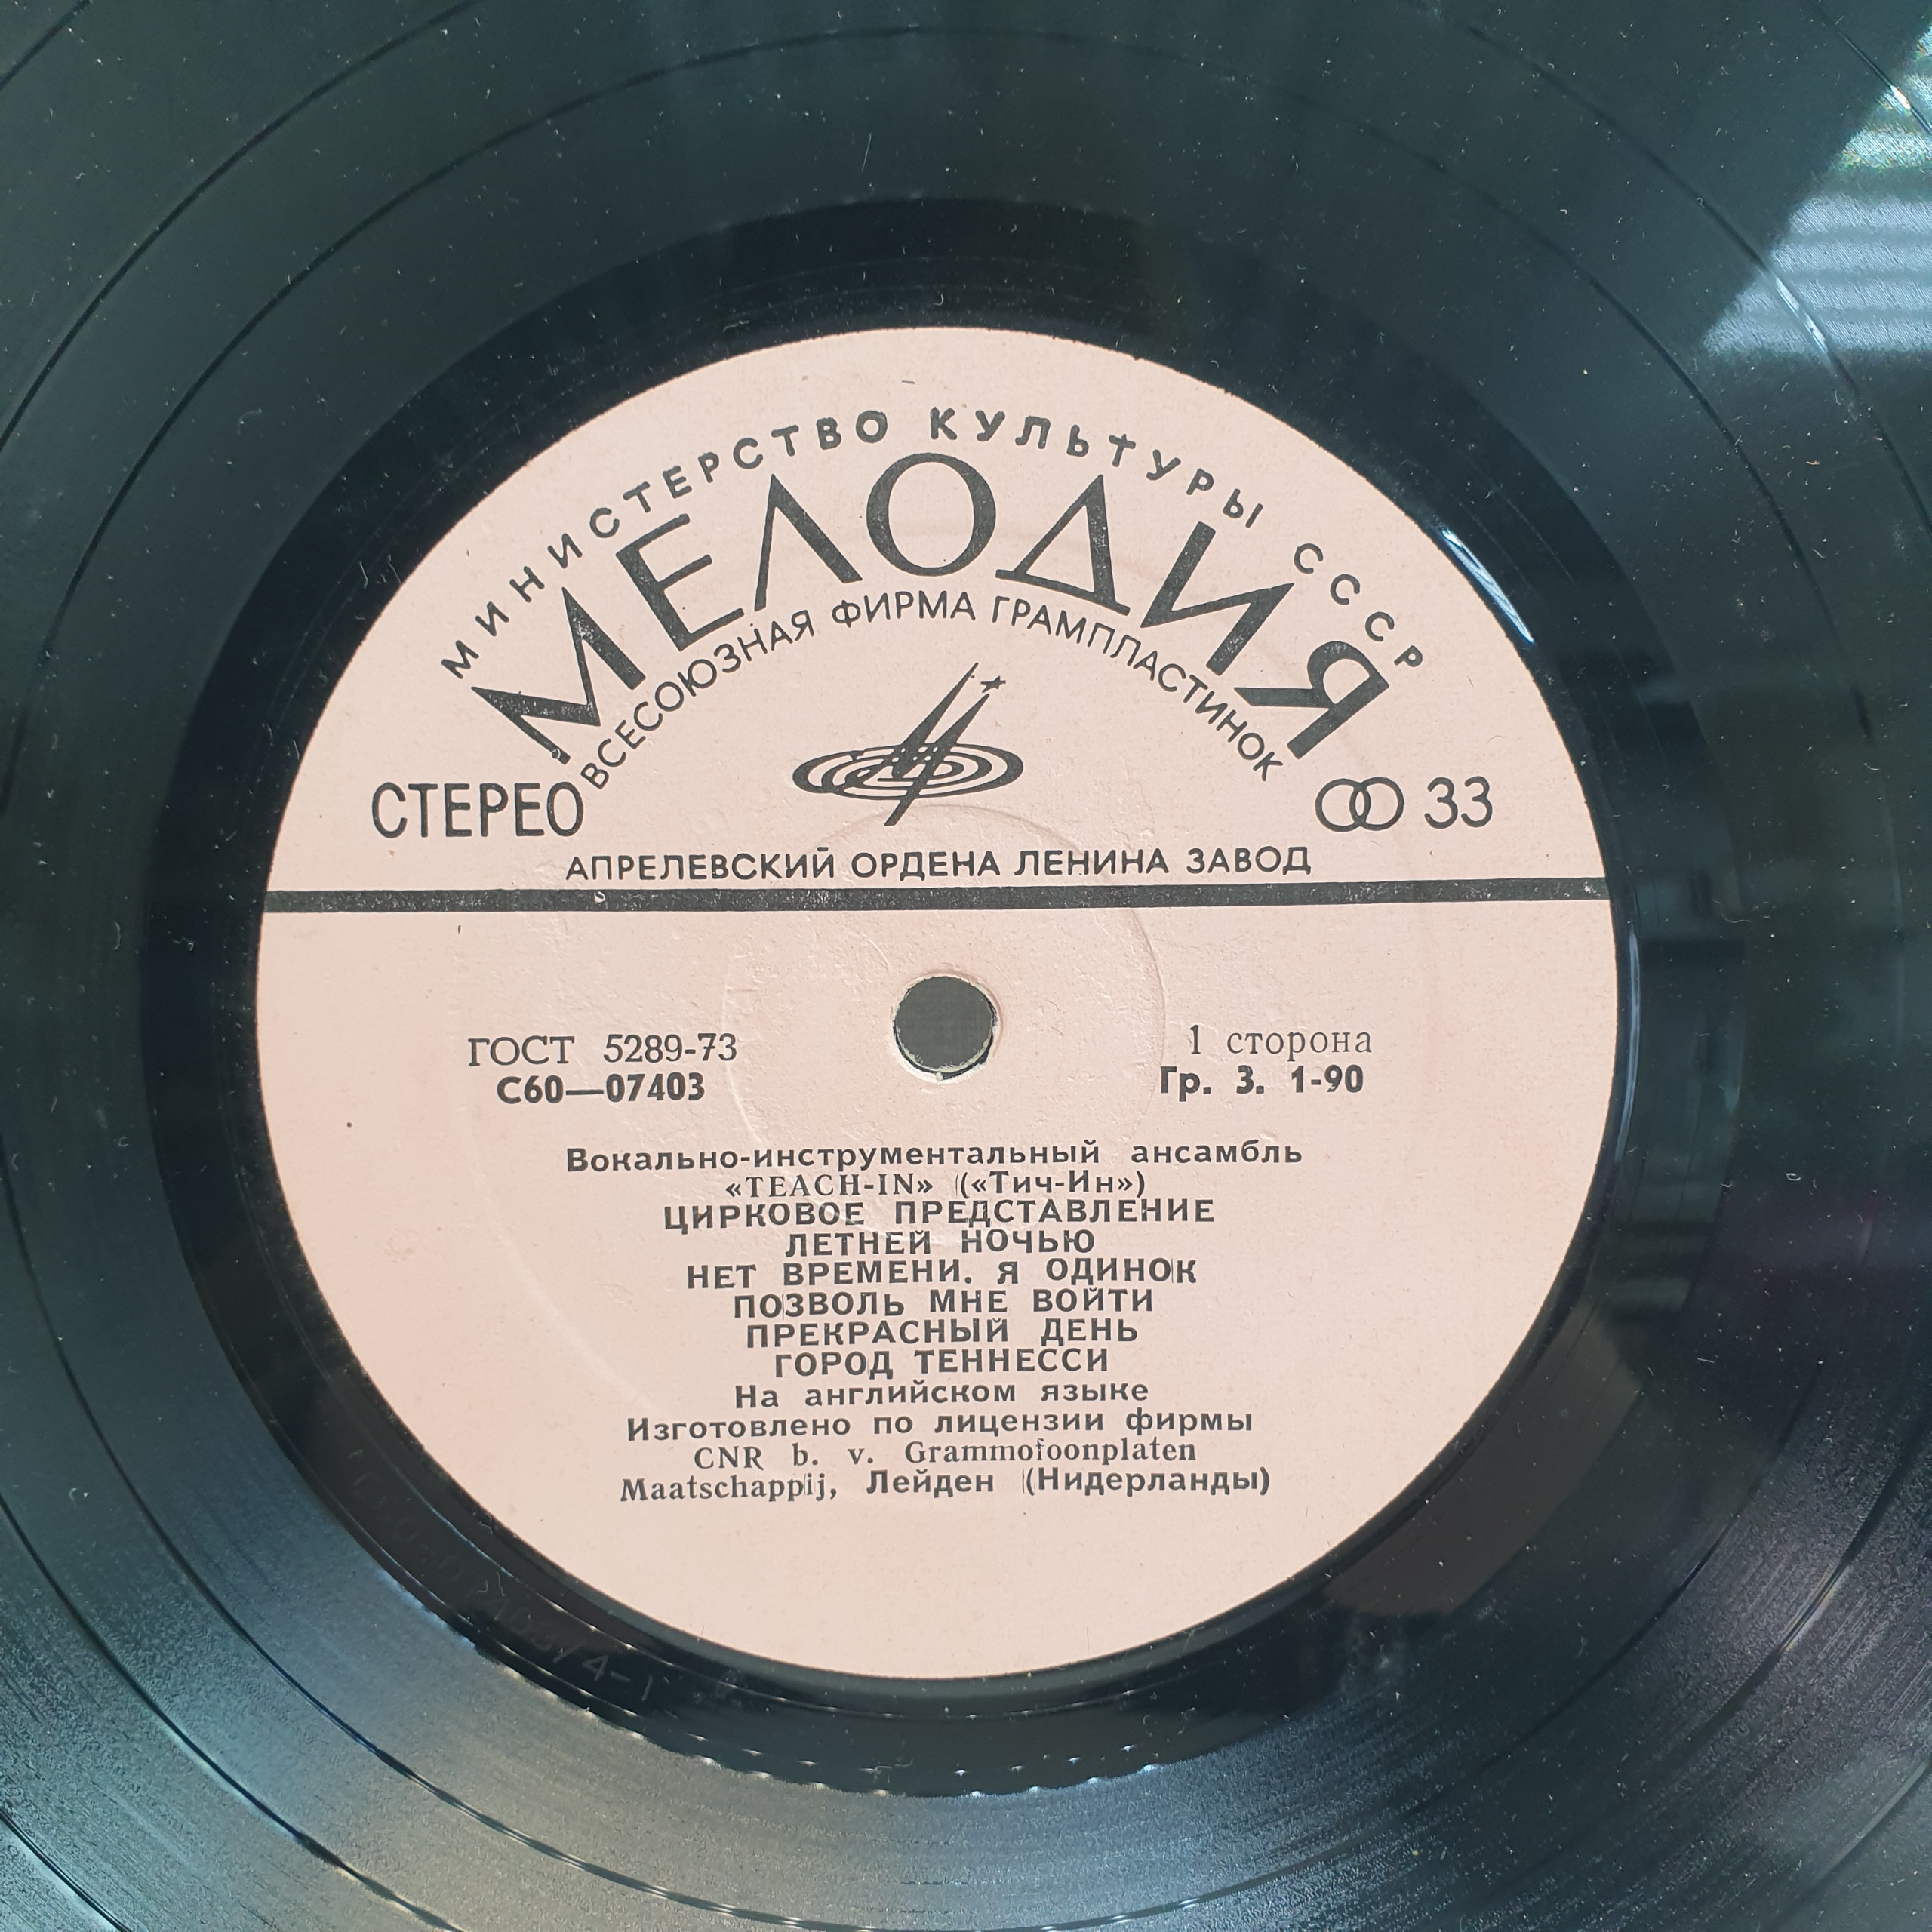 МИНИСТЕРСТВО КУЛЬТУРЫ СССР
МЕЛОДИЯ
ВСЕСОЮЗНАЯ ФИРМА ГРАМПЛАСТИНОК
СТЕРЕО
33
АПРЕЛЕВСКИЙ ОРДЕНА ЛЕНИНА ЗАВОД
ГОСТ 5289-73
С60—07403
1 сторона
Гр. 3. 1-90
Вокально-инструментальный ансамбль
«TEACH-IN» («Тич-Ин»)
ЦИРКОВОЕ ПРЕДСТАВЛЕНИЕ
ЛЕТНЕЙ НОЧЬЮ
НЕТ ВРЕМЕНИ. Я ОДИНОК
ПОЗВОЛЬ МНЕ ВОЙТИ
ПРЕКРАСНЫЙ ДЕНЬ
ГОРОД ТЕННЕССИ
На английском языке
Изготовлено по лицензии фирмы
CNR b. v. Grammofoonplaten
Maatschappij, Лейден (Нидерланды)